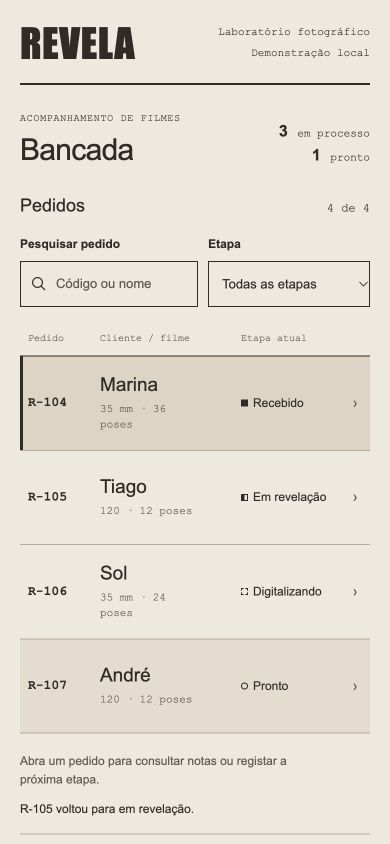 REVELA
Laboratório fotográfico
Demonstração local
ACOMPANHAMENTO DE FILMES
Bancada
3 em processo
1 pronto
Pedidos
4 de 4
Pesquisar pedido
Etapa
Código ou nome
Todas as etapas
Pedido
Cliente / filme
Etapa atual
R-104
Marina
35 mm · 36
poses
Recebido
R-105
Tiago
120 · 12 poses
Em revelação
R-106
Sol
35 mm · 24
poses
Digitalizando
R-107
André
120 · 12 poses
Pronto
Abra um pedido para consultar notas ou registar a
próxima etapa.
R-105 voltou para em revelação.